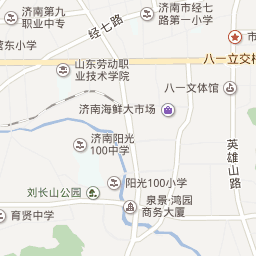 济南第九
职业中专
经七路
济南市经七
路第一小学
营东小学
八一立交桥
山东劳动职
业技术学院
八一文体馆
济南海鲜大市场
英雄山路
济南阳光
100中学
阳光100小学
刘长山公园
泉景·鸿园
商务大厦
育贤中学